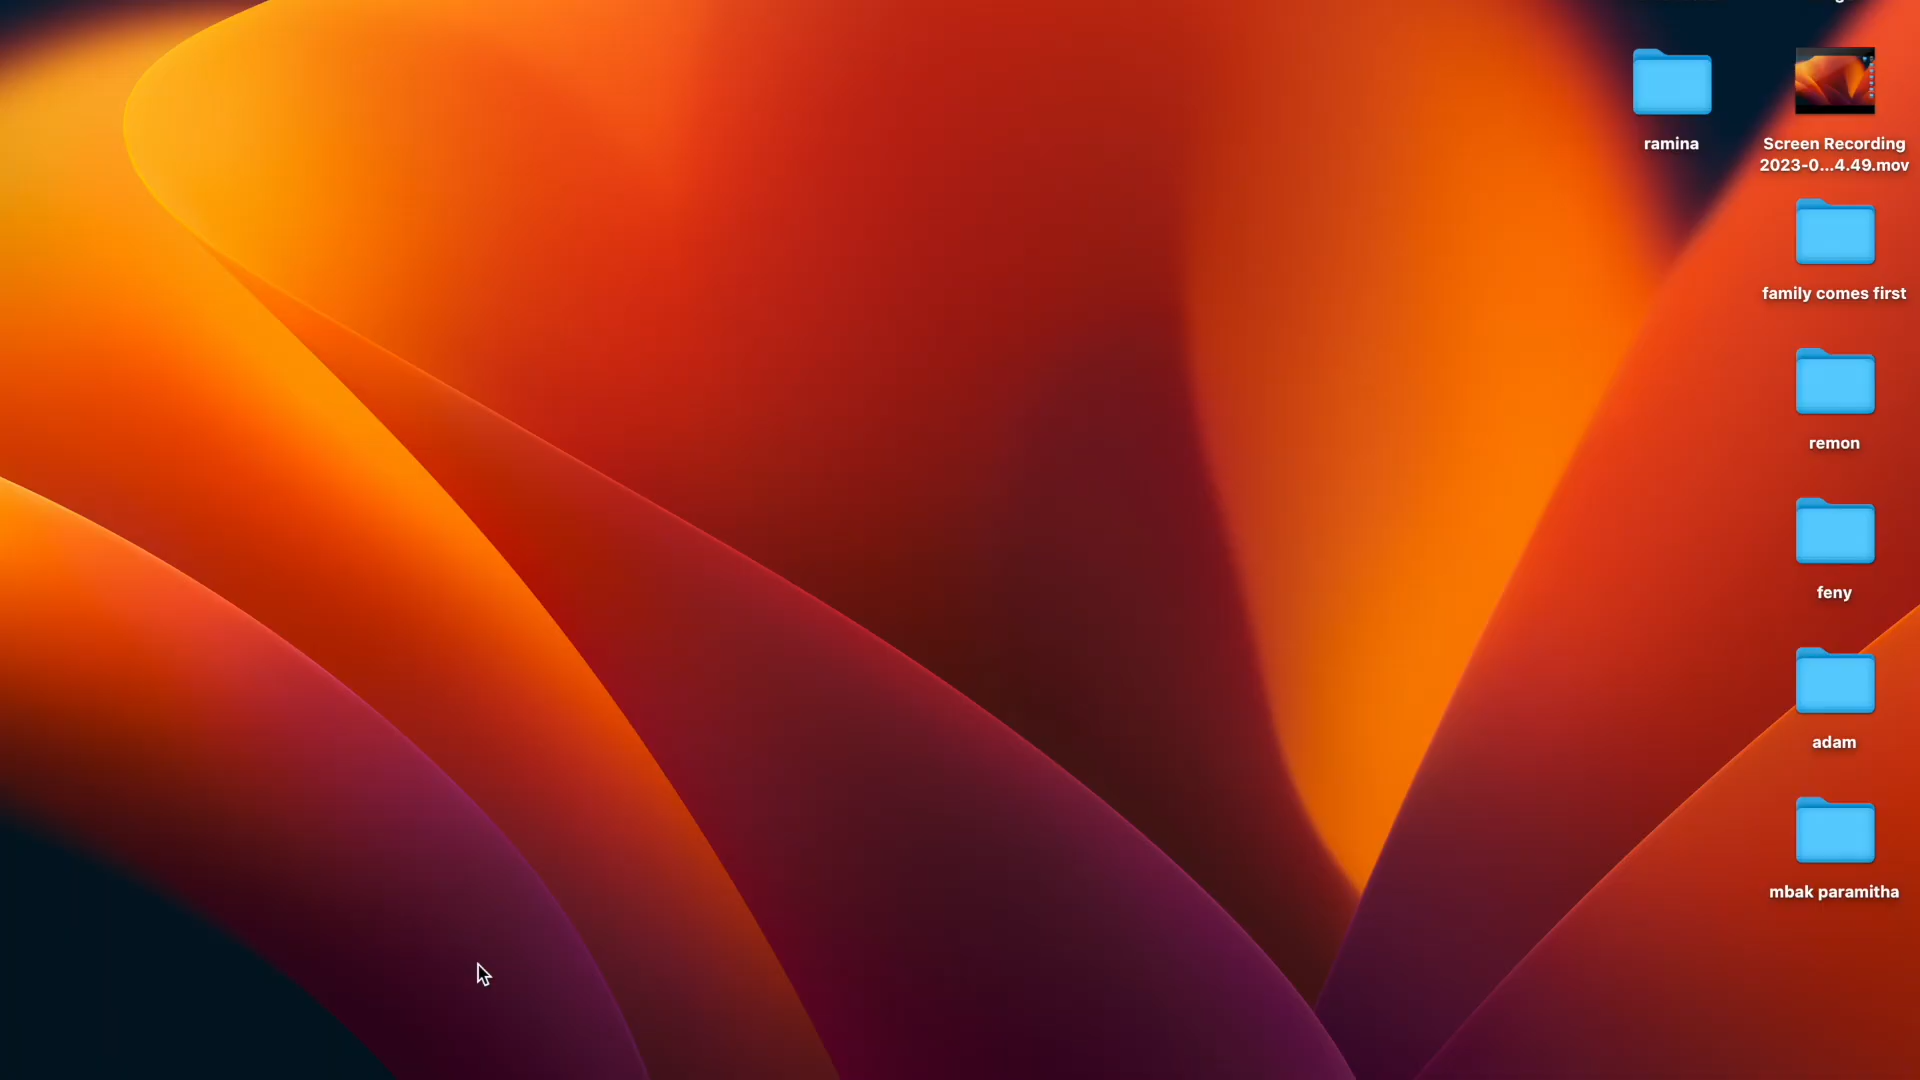 ramina
Screen Recording
2023-0...4.49.mov
family comes first
remon
feny
adam
mbak paramitha